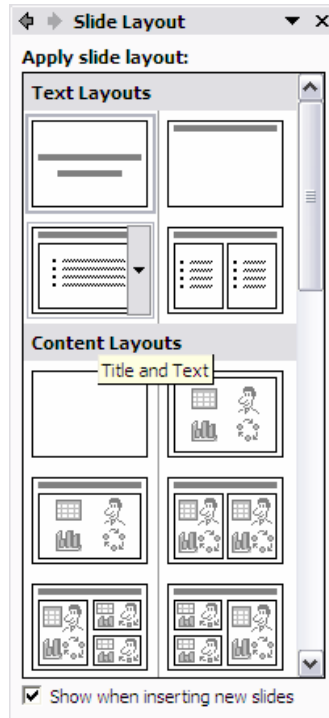 Slide Layout
Apply slide layout:
Text Layouts
Content Layouts
Title and Text
Show when inserting new slides